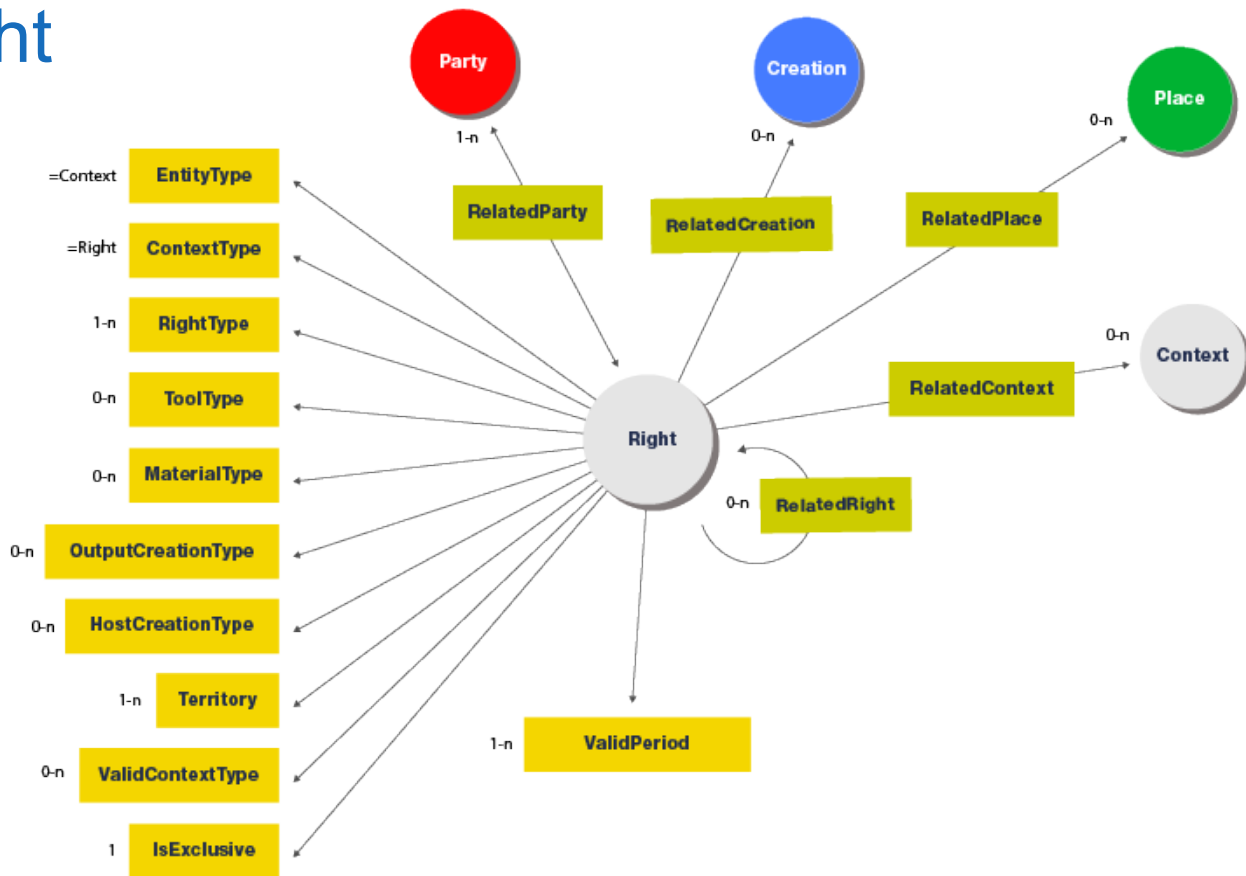 ht
Party
Creation
Place
1-n
0-n
0-n
=Context
EntityType
RelatedParty
RelatedCreation
RelatedPlace
=Right
ContextType
1-n
RightType
0-n
Context
0-n
ToolType
RelatedContext
Right
0-n
MaterialType
0-n
RelatedRight
0-n
OutputCreationType
0-n
HostCreationType
1-n
Territory
1-n
ValidPeriod
0-n
ValidContextType
1
IsExclusive